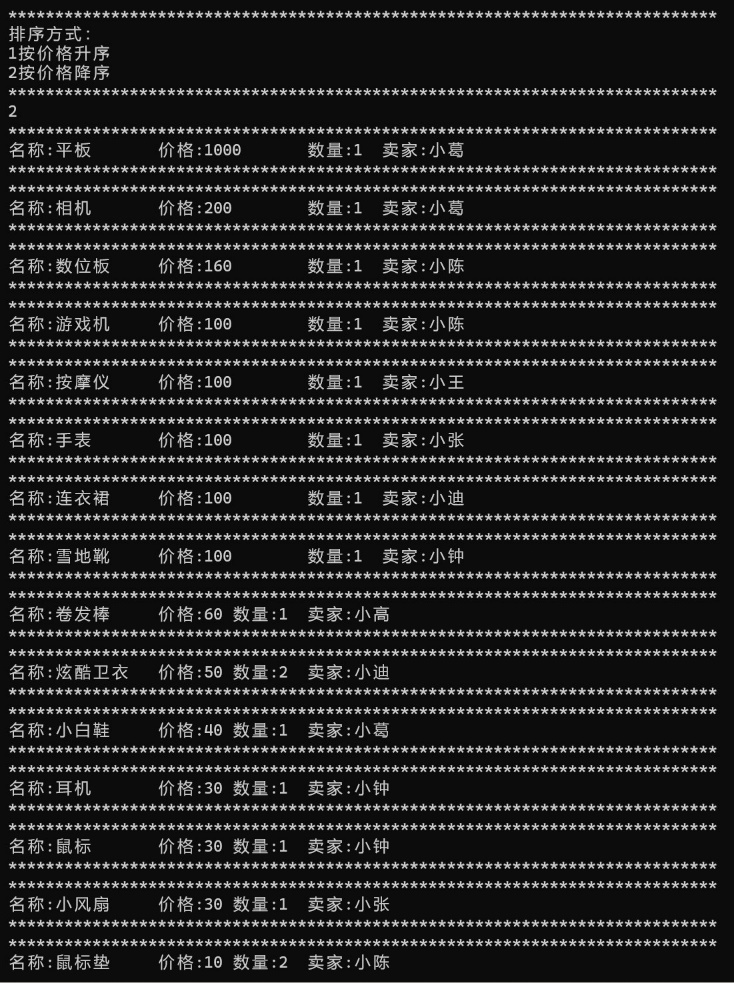 ****************************************************************************
排序方式:
1按价格升序
2按价格降序
****************************************************************************
2
****************************************************************************
名称:平板 价格:1000 数量:1 卖家:小葛
****************************************************************************
****************************************************************************
名称:相机 价格:200 数量:1 卖家:小葛
****************************************************************************
****************************************************************************
名称:数位板 价格:160 数量:1 卖家:小陈
****************************************************************************
****************************************************************************
名称:游戏机 价格:100 数量:1 卖家:小陈
****************************************************************************
****************************************************************************
名称:按摩仪 价格:100 数量:1 卖家:小王
****************************************************************************
****************************************************************************
名称:手表 价格:100 数量:1 卖家:小张
****************************************************************************
****************************************************************************
名称:连衣裙 价格:100 数量:1 卖家:小迪
****************************************************************************
****************************************************************************
名称:雪地靴 价格:100 数量:1 卖家:小钟
****************************************************************************
****************************************************************************
名称:卷发棒 价格:60 数量:1 卖家:小高
****************************************************************************
****************************************************************************
名称:炫酷卫衣 价格:50 数量:2 卖家:小迪
****************************************************************************
****************************************************************************
名称:小白鞋 价格:40 数量:1 卖家:小葛
****************************************************************************
****************************************************************************
名称:耳机 价格:30 数量:1 卖家:小钟
****************************************************************************
****************************************************************************
名称:鼠标 价格:30 数量:1 卖家:小钟
****************************************************************************
****************************************************************************
名称:小风扇 价格:30 数量:1 卖家:小张
****************************************************************************
****************************************************************************
名称:鼠标垫 价格:10 数量:2 卖家:小陈